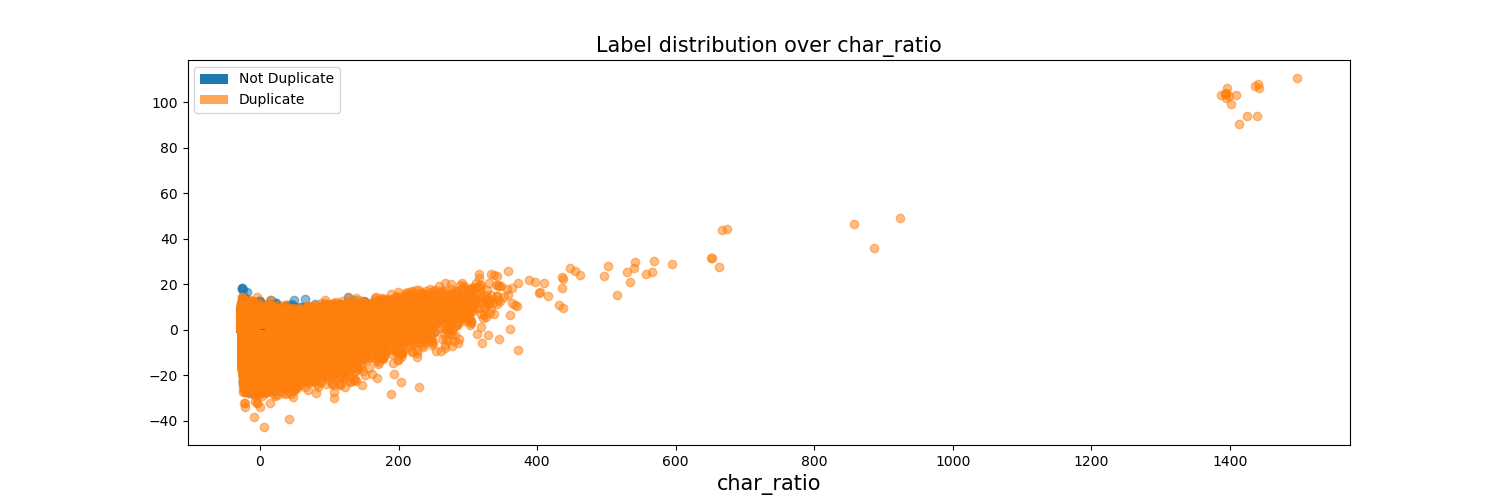 Label distribution over char_ratio
Not Duplicate
Duplicate
100
80
60
40
20
0
−20
−40
0 200 400 600 800 1000 1200 1400
char_ratio